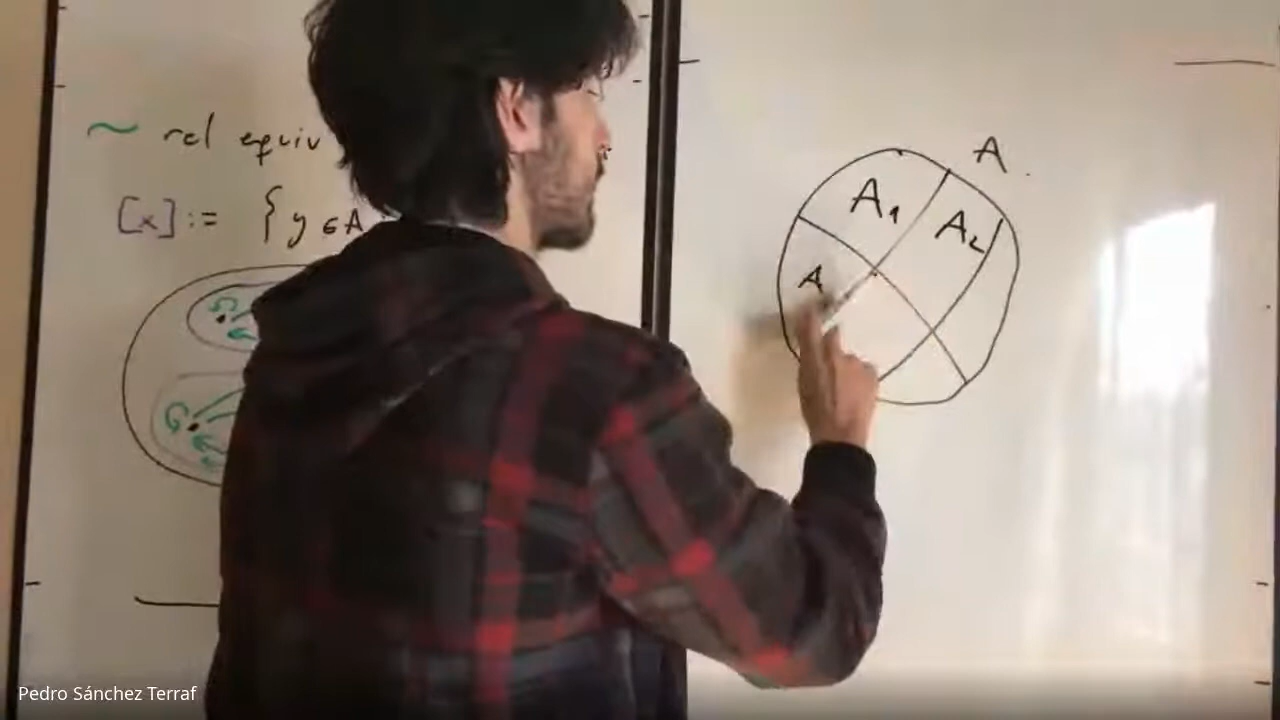 ~ rel equiv
[x] := { y ∈ A
A
A₁
A₂
A
Pedro Sánchez Terraf